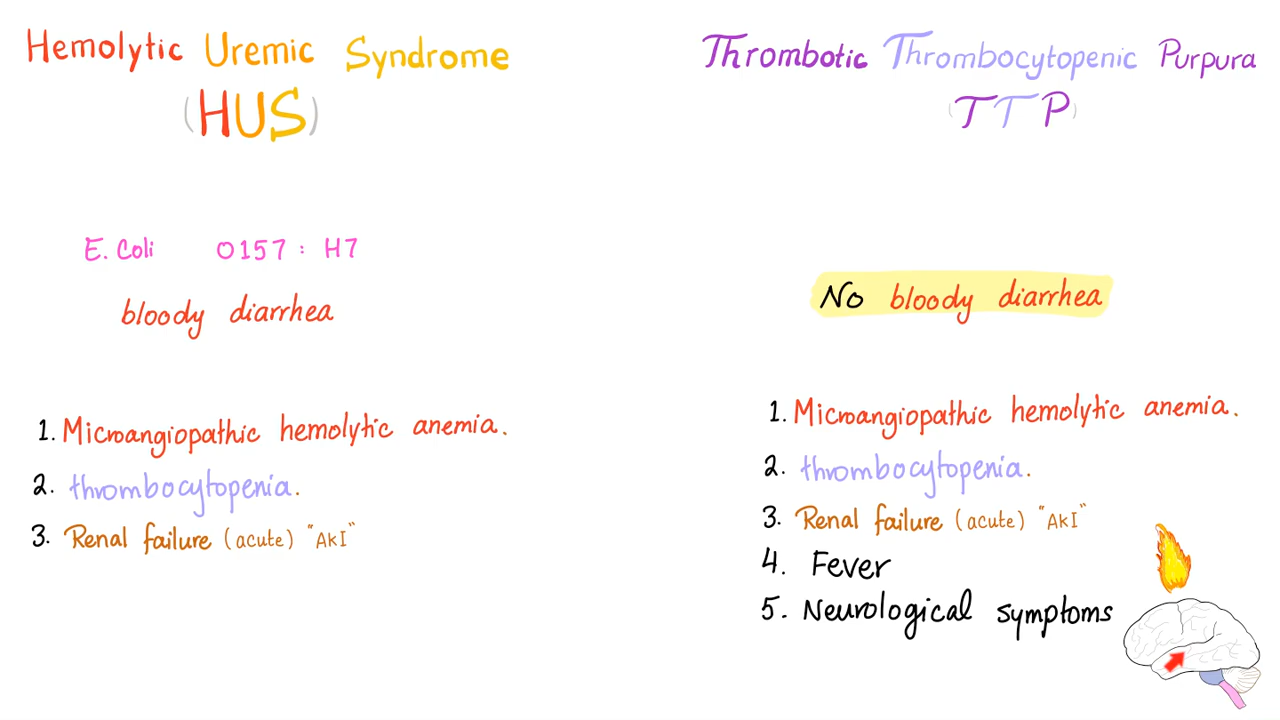 Hemolytic Uremic Syndrome
(HUS)
E. Coli O157 : H7
bloody diarrhea
1. Microangiopathic hemolytic anemia.
2. thrombocytopenia.
3. Renal failure (acute) "AkI"
Thrombotic Thrombocytopenic Purpura
(TTP)
No bloody diarrhea
1. Microangiopathic hemolytic anemia.
2. thrombocytopenia.
3. Renal failure (acute) "AkI"
4. Fever
5. Neurological symptoms